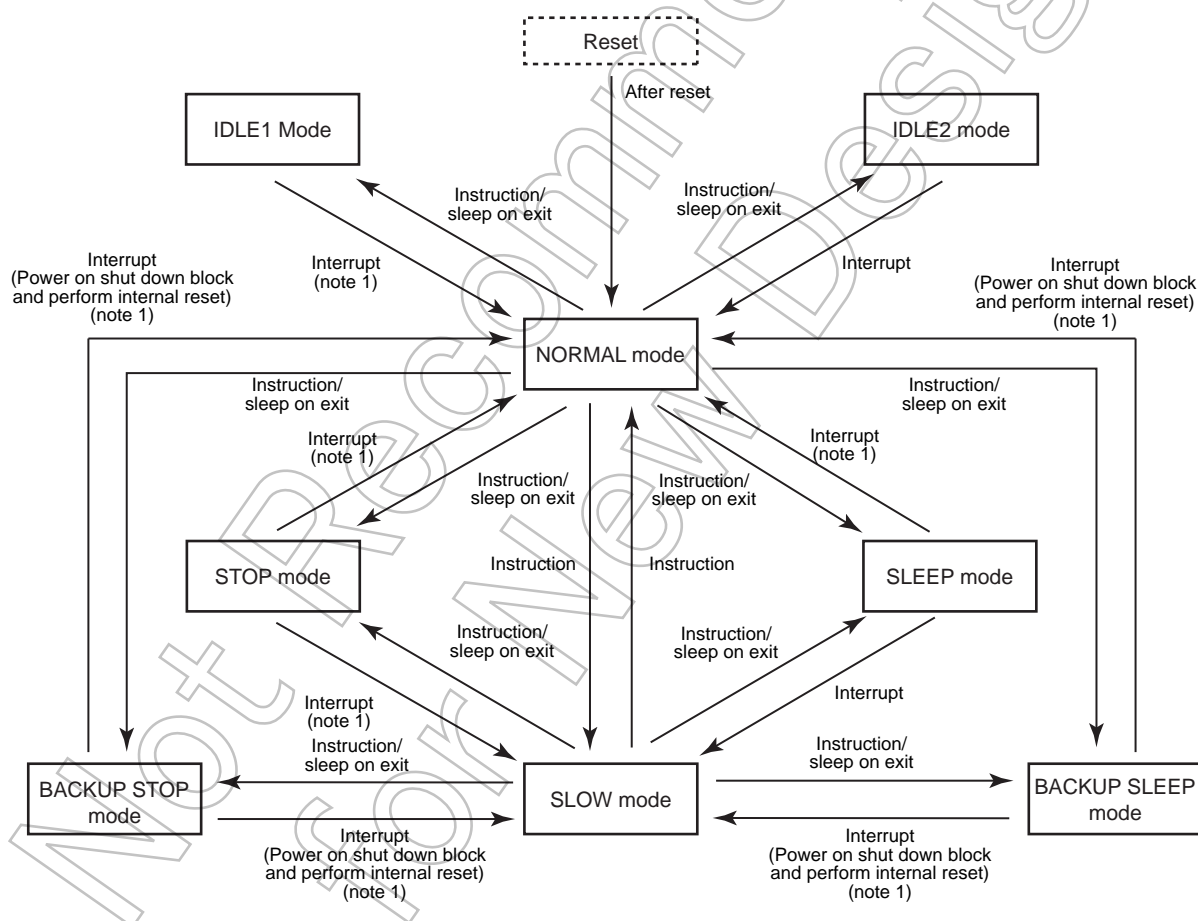 Reset
After reset
IDLE1 Mode
IDLE2 mode
Instruction/
sleep on exit
Instruction/
sleep on exit
Interrupt
(note 1)
Interrupt
Interrupt
(Power on shut down block
and perform internal reset)
(note 1)
Interrupt
(Power on shut down block
and perform internal reset)
(note 1)
NORMAL mode
Instruction/
sleep on exit
Instruction/
sleep on exit
Interrupt
(note 1)
Interrupt
(note 1)
Instruction/
sleep on exit
Instruction/
sleep on exit
STOP mode
Instruction
Instruction
SLEEP mode
Instruction/
sleep on exit
Instruction/
sleep on exit
Interrupt
(note 1)
Interrupt
Instruction/
sleep on exit
Instruction/
sleep on exit
BACKUP STOP
mode
SLOW mode
BACKUP SLEEP
mode
Interrupt
(Power on shut down block
and perform internal reset)
(note 1)
Interrupt
(Power on shut down block
and perform internal reset)
(note 1)
Not Recomm
for New Desig